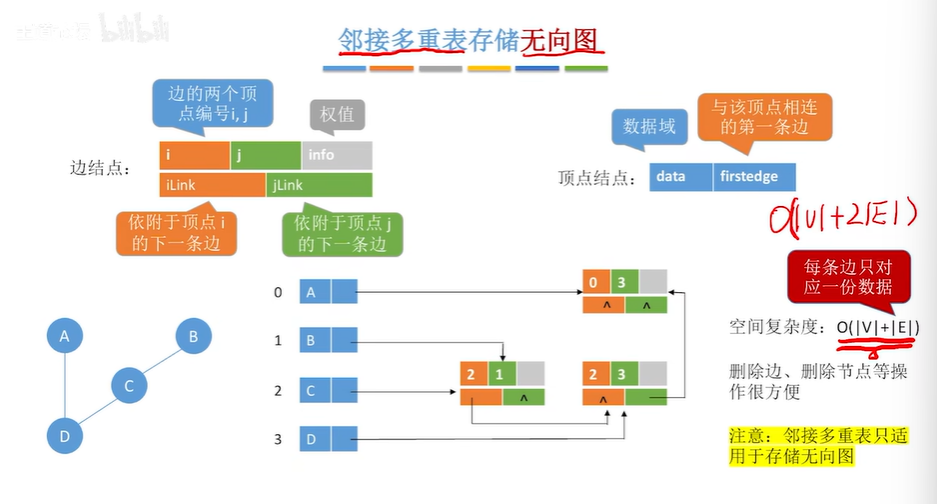 bilibili
邻接多重表存储无向图
边的两个顶
点编号i, j
权值
边结点：
i
j
info
iLink
jLink
依附于顶点 i
的下一条边
依附于顶点 j
的下一条边
数据域
与该顶点相连
的第一条边
顶点结点：
data
firstedge
O(|V|+2|E|)
每条边只对
应一份数据
空间复杂度：O(|V|+|E|)
删除边、删除节点等操
作很方便
注意：邻接多重表只适
用于存储无向图
A
B
C
D
0
A
0
3
^
^
1
B
2
C
2
1
^
2
3
^
3
D